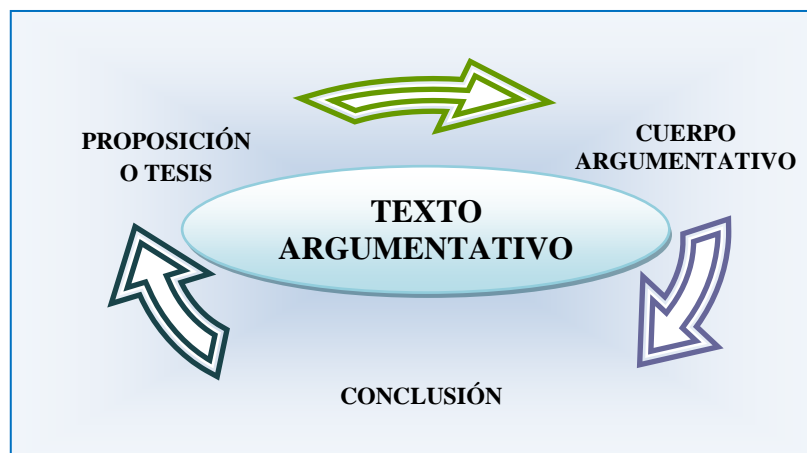 PROPOSICIÓN
O TESIS
CUERPO
ARGUMENTATIVO
TEXTO
ARGUMENTATIVO
CONCLUSIÓN